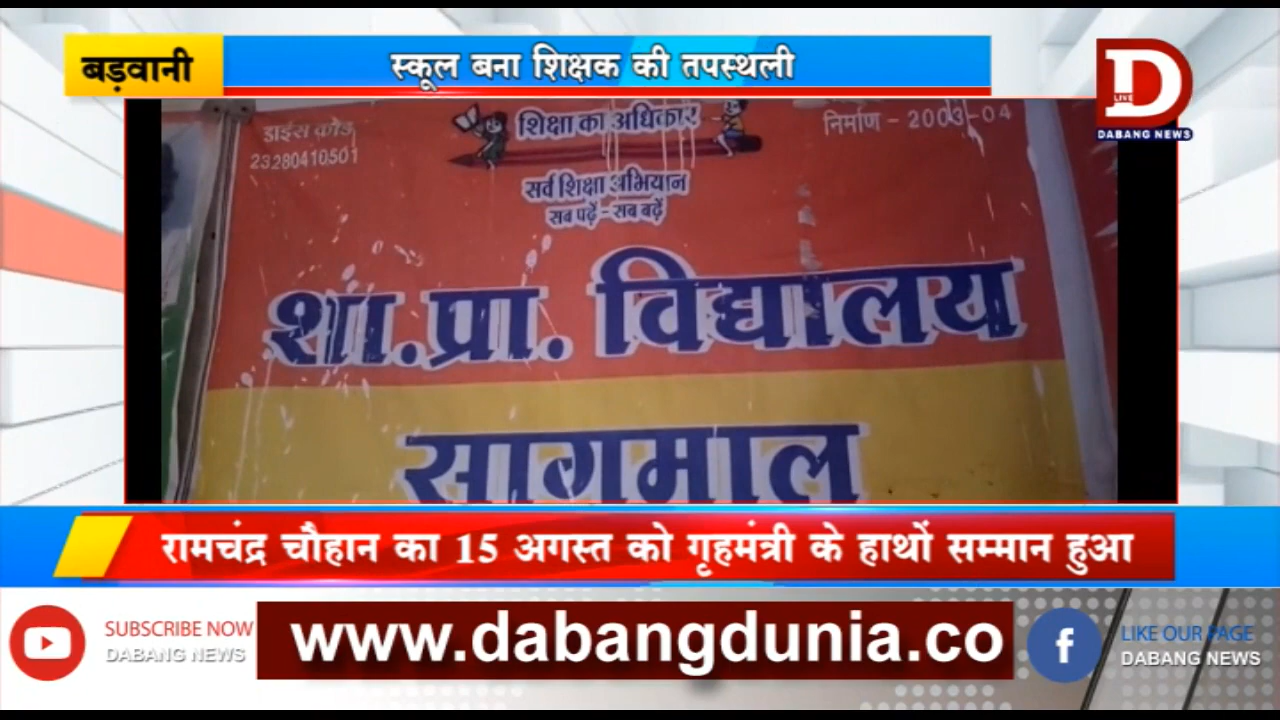 बड़वानी
स्कूल बना शिक्षक की तपस्थली
LIVE
DABANG NEWS
डाईस कोड
23280410501
शिक्षा का अधिकार
सर्व शिक्षा अभियान
सब पढ़ें - सब बढ़ें
निर्माण - 2003-04
शा.प्रा. विद्यालय
सागमाल
रामचंद्र चौहान का 15 अगस्त को गृहमंत्री के हाथों सम्मान हुआ
SUBSCRIBE NOW
DABANG NEWS
www.dabangdunia.co
LIKE OUR PAGE
DABANG NEWS